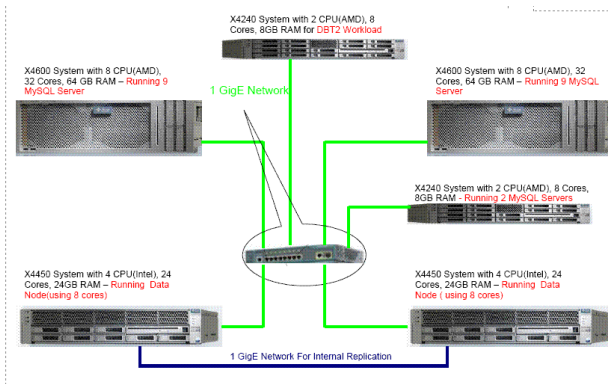 X4240 System with 2 CPU(AMD), 8
Cores, 8GB RAM for DBT2 Workload
X4600 System with 8 CPU(AMD),
32 Cores, 64 GB RAM – Running 9
MySQL Server
X4600 System with 8 CPU(AMD), 32
Cores, 64 GB RAM – Running 9 MySQL
Server
1 GigE Network
X4240 System with 2 CPU(AMD), 8 Cores,
8GB RAM - Running 2 MySQL Servers
X4450 System with 4 CPU(Intel), 24
Cores, 24GB RAM – Running Data
Node(using 8 cores)
X4450 System with 4 CPU(Intel), 24
Cores, 24GB RAM – Running Data
Node ( using 8 cores)
1 GigE Network For Internal Replication